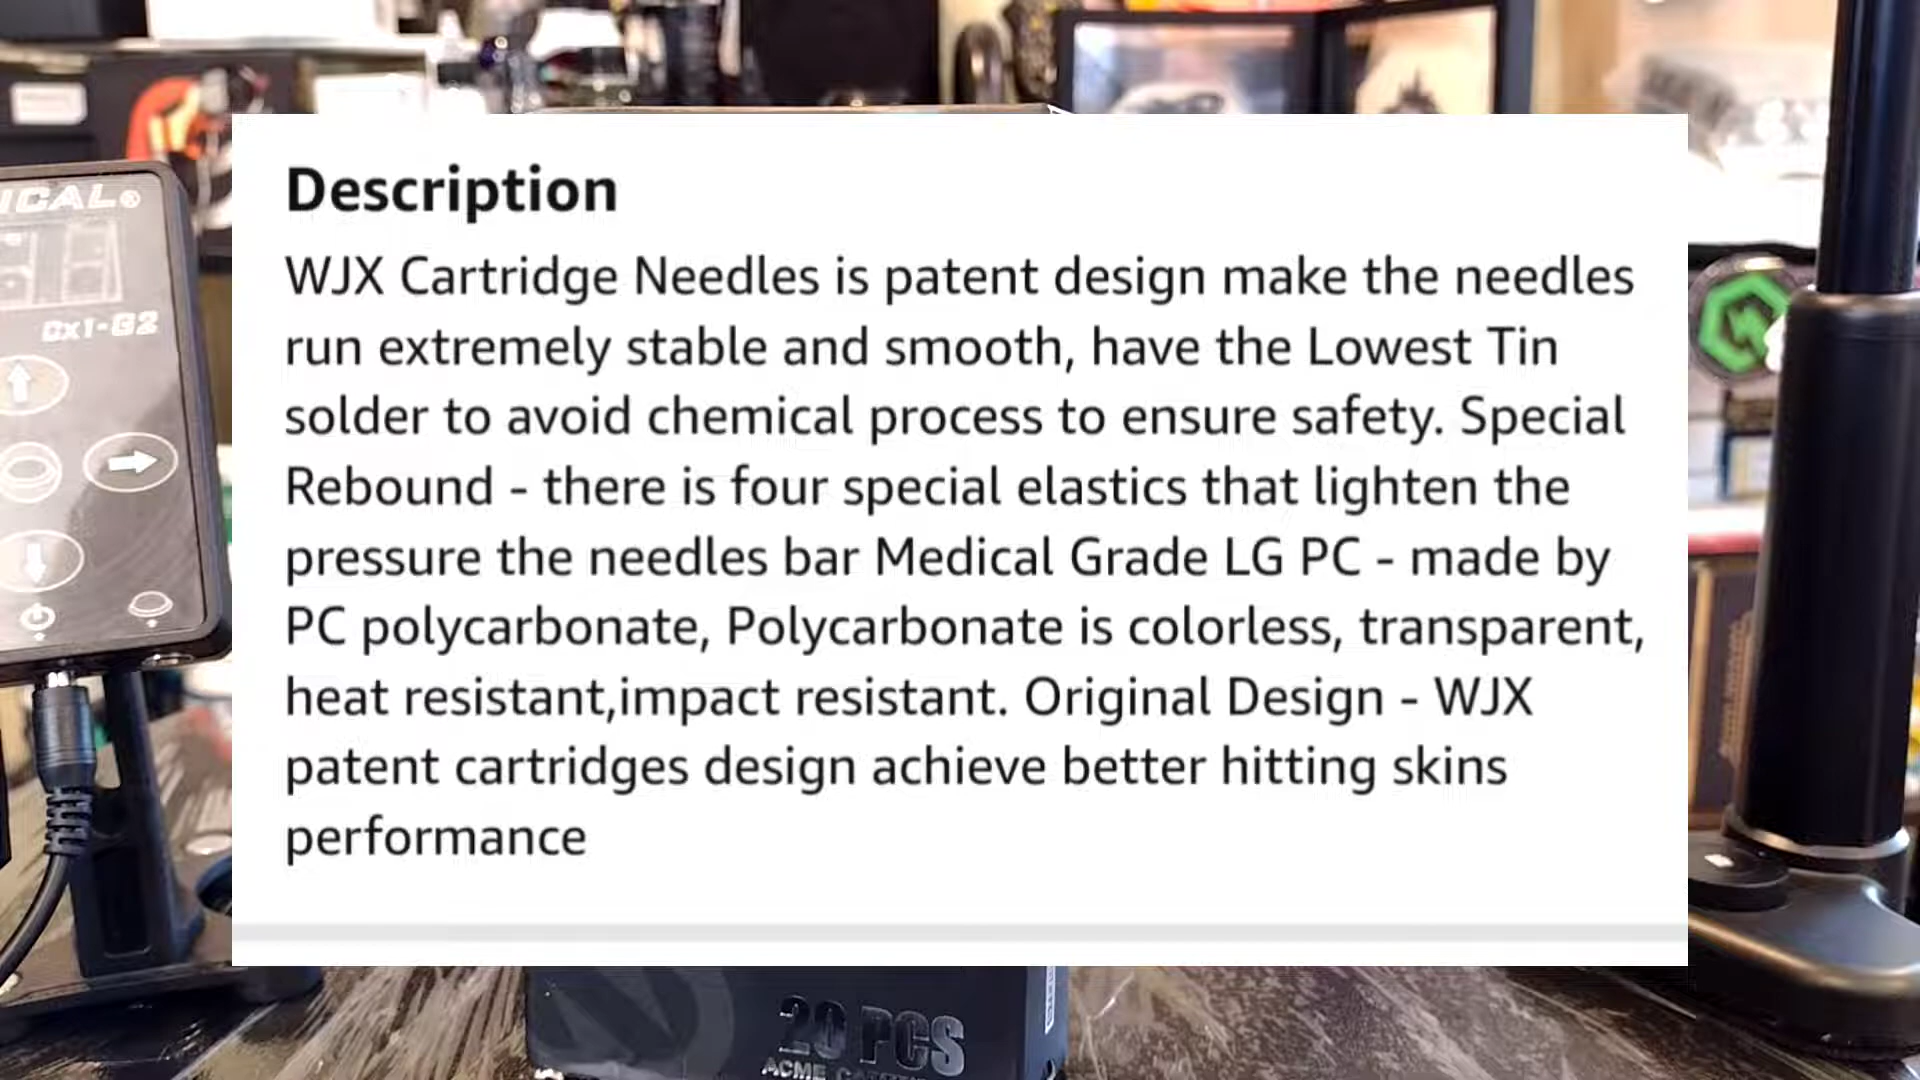 ICAL®
Cx1-G2
Description
WJX Cartridge Needles is patent design make the needles
run extremely stable and smooth, have the Lowest Tin
solder to avoid chemical process to ensure safety. Special
Rebound - there is four special elastics that lighten the
pressure the needles bar Medical Grade LG PC - made by
PC polycarbonate, Polycarbonate is colorless, transparent,
heat resistant,impact resistant. Original Design - WJX
patent cartridges design achieve better hitting skins
performance
20 PCS
ACME